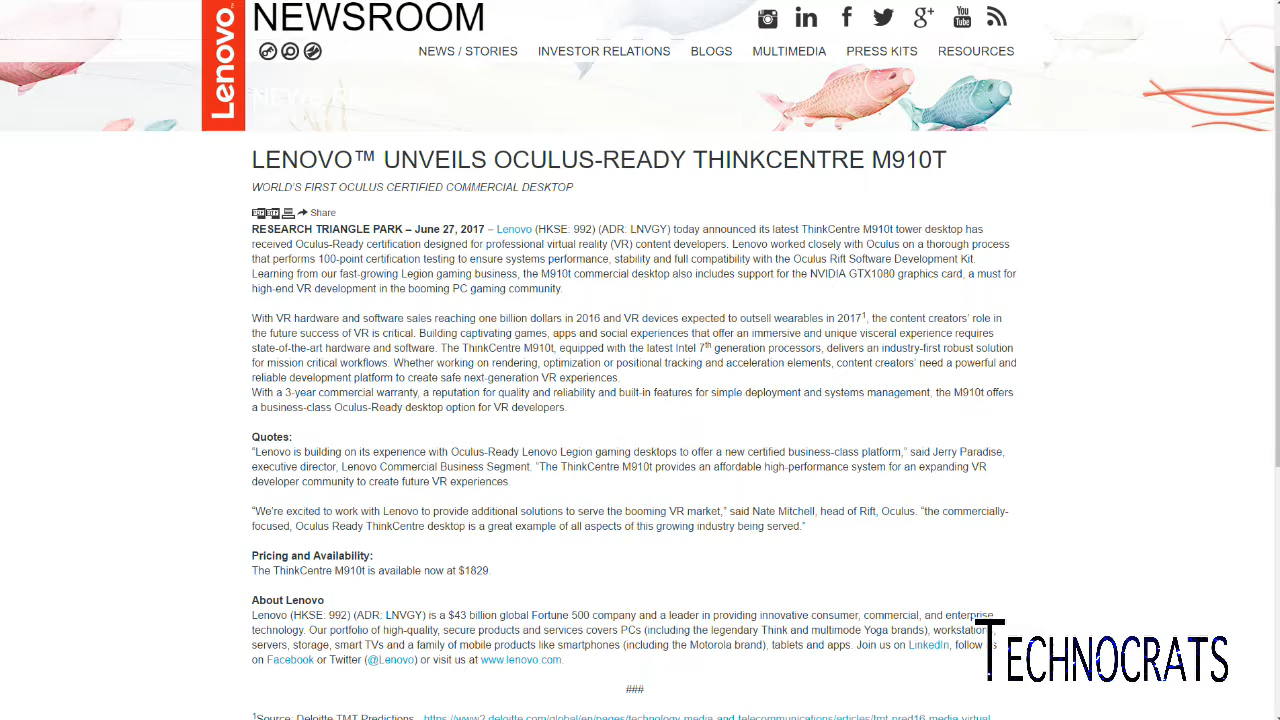 Lenovo™
NEWSROOM
NEWS / STORIES INVESTOR RELATIONS BLOGS MULTIMEDIA PRESS KITS RESOURCES
LENOVO™ UNVEILS OCULUS-READY THINKCENTRE M910T
WORLD'S FIRST OCULUS CERTIFIED COMMERCIAL DESKTOP
Share
RESEARCH TRIANGLE PARK – June 27, 2017 – Lenovo (HKSE: 992) (ADR: LNVGY) today announced its latest ThinkCentre M910t tower desktop has
received Oculus-Ready certification designed for professional virtual reality (VR) content developers. Lenovo worked closely with Oculus on a thorough process
that performs 100-point certification testing to ensure systems performance, stability and full compatibility with the Oculus Rift Software Development Kit.
Learning from our fast-growing Legion gaming business, the M910t commercial desktop also includes support for the NVIDIA GTX1080 graphics card, a must for
high-end VR development in the booming PC gaming community.
With VR hardware and software sales reaching one billion dollars in 2016 and VR devices expected to outsell wearables in 2017¹, the content creators' role in
the future success of VR is critical. Building captivating games, apps and social experiences that offer an immersive and unique visceral experience requires
state-of-the-art hardware and software. The ThinkCentre M910t, equipped with the latest Intel 7th generation processors, delivers an industry-first robust solution
for mission critical workflows. Whether working on rendering, optimization or positional tracking and acceleration elements, content creators' need a powerful and
reliable development platform to create safe next-generation VR experiences.
With a 3-year commercial warranty, a reputation for quality and reliability and built-in features for simple deployment and systems management, the M910t offers
a business-class Oculus-Ready desktop option for VR developers.
Quotes:
"Lenovo is building on its experience with Oculus-Ready Lenovo Legion gaming desktops to offer a new certified business-class platform," said Jerry Paradise,
executive director, Lenovo Commercial Business Segment. "The ThinkCentre M910t provides an affordable high-performance system for an expanding VR
developer community to create future VR experiences.
"We're excited to work with Lenovo to provide additional solutions to serve the booming VR market," said Nate Mitchell, head of Rift, Oculus. "the commercially-
focused, Oculus Ready ThinkCentre desktop is a great example of all aspects of this growing industry being served."
Pricing and Availability:
The ThinkCentre M910t is available now at $1829.
About Lenovo
Lenovo (HKSE: 992) (ADR: LNVGY) is a $43 billion global Fortune 500 company and a leader in providing innovative consumer, commercial, and enterprise
technology. Our portfolio of high-quality, secure products and services covers PCs (including the legendary Think and multimode Yoga brands), workstations,
servers, storage, smart TVs and a family of mobile products like smartphones (including the Motorola brand), tablets and apps. Join us on LinkedIn, follow
on Facebook or Twitter (@Lenovo) or visit us at www.lenovo.com.
TECHNOCRATS
###
¹Source: Deloitte TMT Predictions - https://www2.deloitte.com/global/en/pages/technology-media-and-telecommunications/articles/tmt-pred16-media-virtual